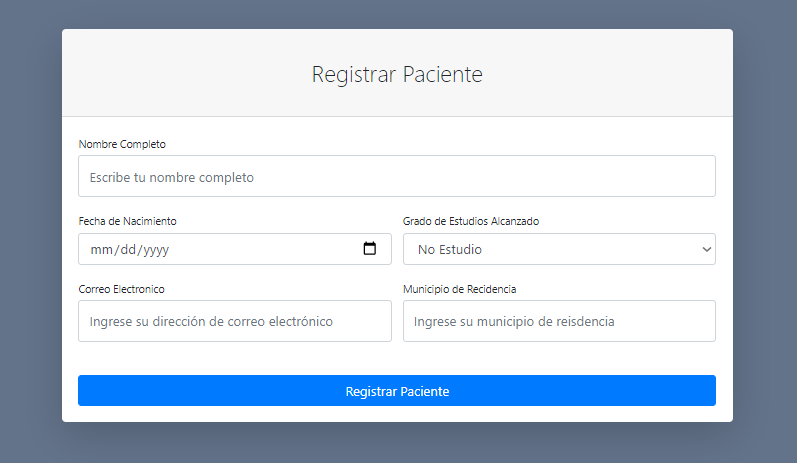 Registrar Paciente
Nombre Completo
Escribe tu nombre completo
Fecha de Nacimiento
Grado de Estudios Alcanzado
mm/dd/yyyy
No Estudio
Correo Electronico
Municipio de Recidencia
Ingrese su dirección de correo electrónico
Ingrese su municipio de reisdencia
Registrar Paciente